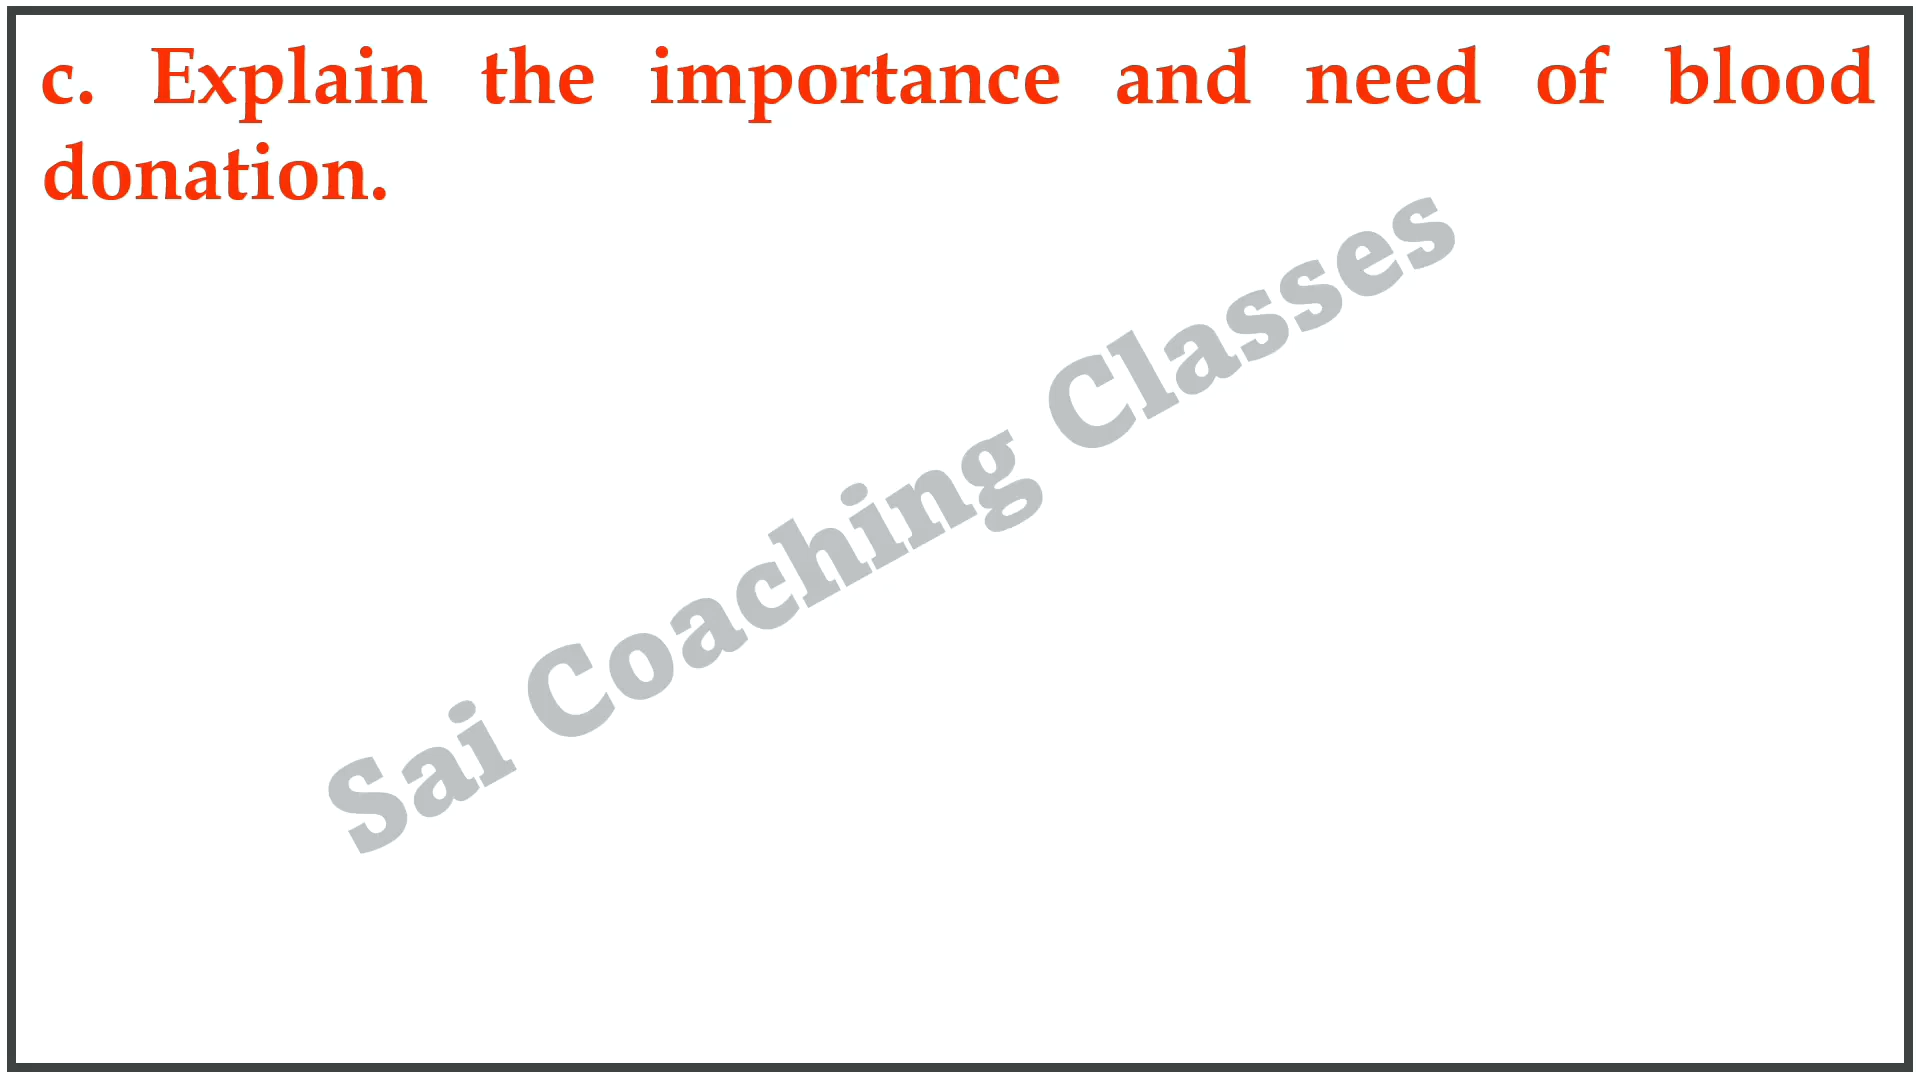 c. Explain the importance and need of blood
donation.
Sai Coaching Classes